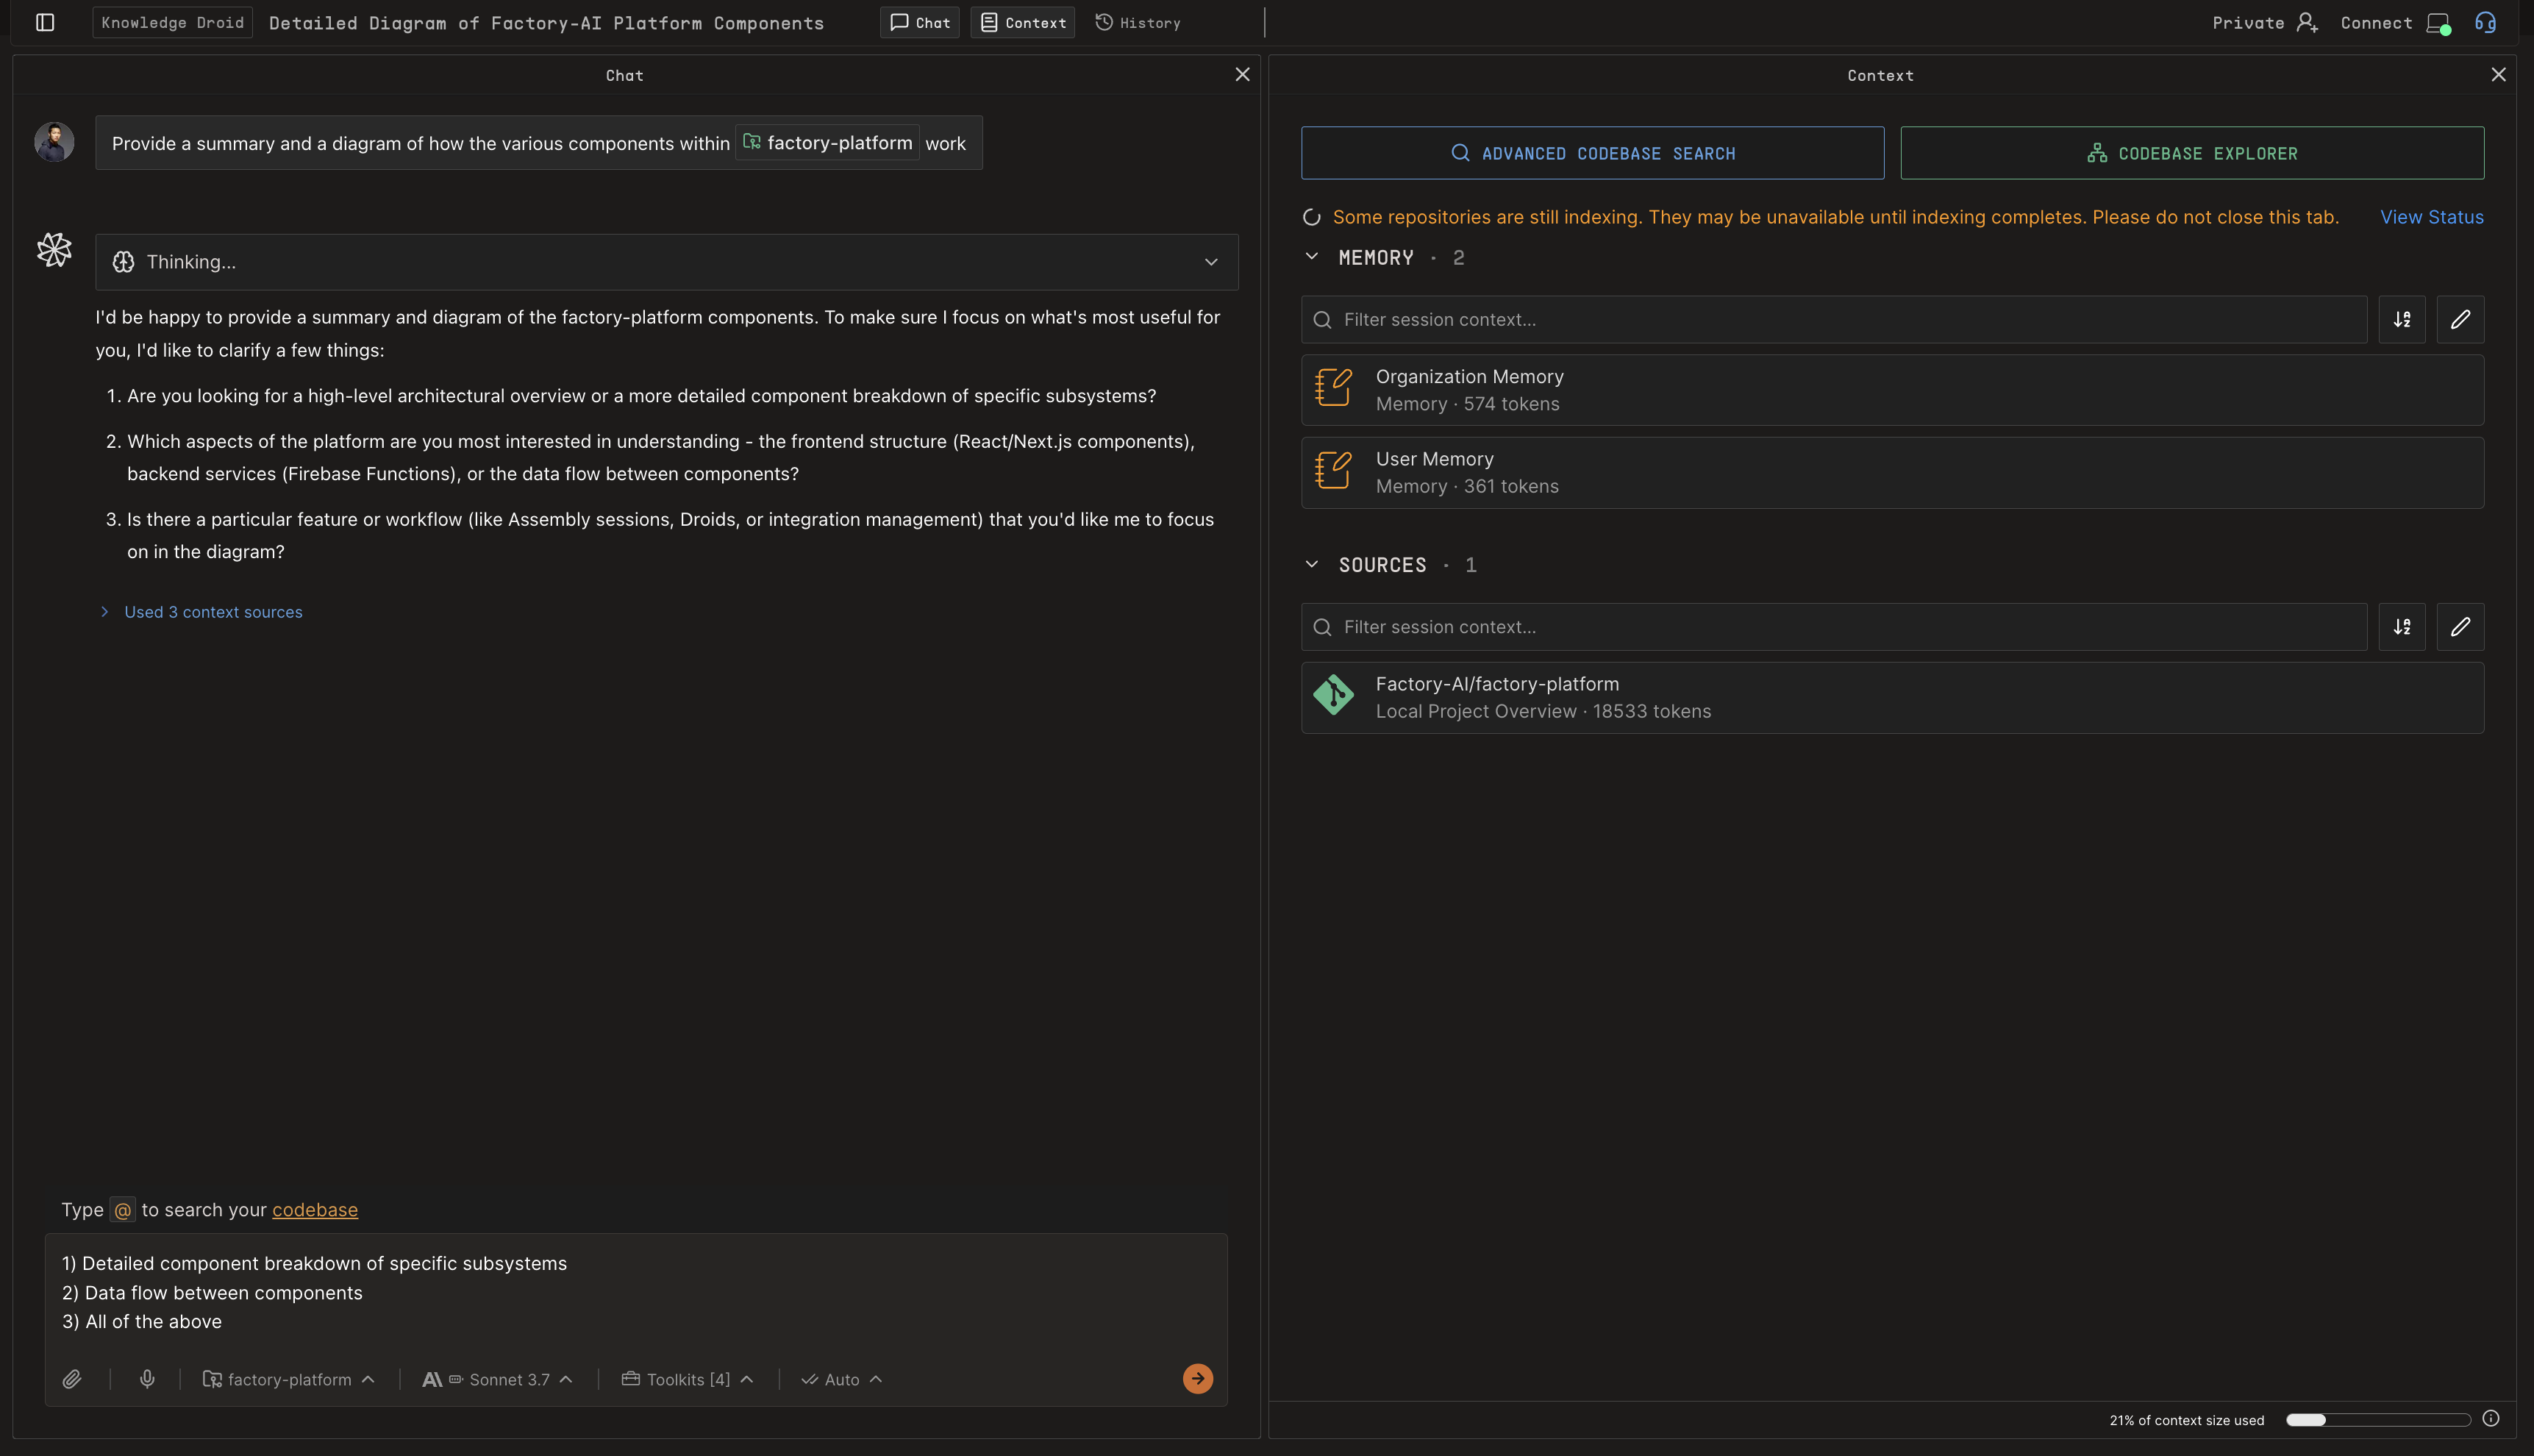 Knowledge Droid
Detailed Diagram of Factory-AI Platform Components
Chat
Context
History
Private
Connect
Chat
Provide a summary and a diagram of how the various components within factory-platform work
Thinking...
I'd be happy to provide a summary and diagram of the factory-platform components. To make sure I focus on what's most useful for
you, I'd like to clarify a few things:
1. Are you looking for a high-level architectural overview or a more detailed component breakdown of specific subsystems?
2. Which aspects of the platform are you most interested in understanding - the frontend structure (React/Next.js components),
backend services (Firebase Functions), or the data flow between components?
3. Is there a particular feature or workflow (like Assembly sessions, Droids, or integration management) that you'd like me to focus
on in the diagram?
Used 3 context sources
Type @ to search your codebase
1) Detailed component breakdown of specific subsystems
2) Data flow between components
3) All of the above
factory-platform
Sonnet 3.7
Toolkits [4]
Auto
Context
ADVANCED CODEBASE SEARCH
CODEBASE EXPLORER
Some repositories are still indexing. They may be unavailable until indexing completes. Please do not close this tab.
View Status
MEMORY · 2
Filter session context...
Organization Memory
Memory · 574 tokens
User Memory
Memory · 361 tokens
SOURCES · 1
Filter session context...
Factory-AI/factory-platform
Local Project Overview · 18533 tokens
21% of context size used